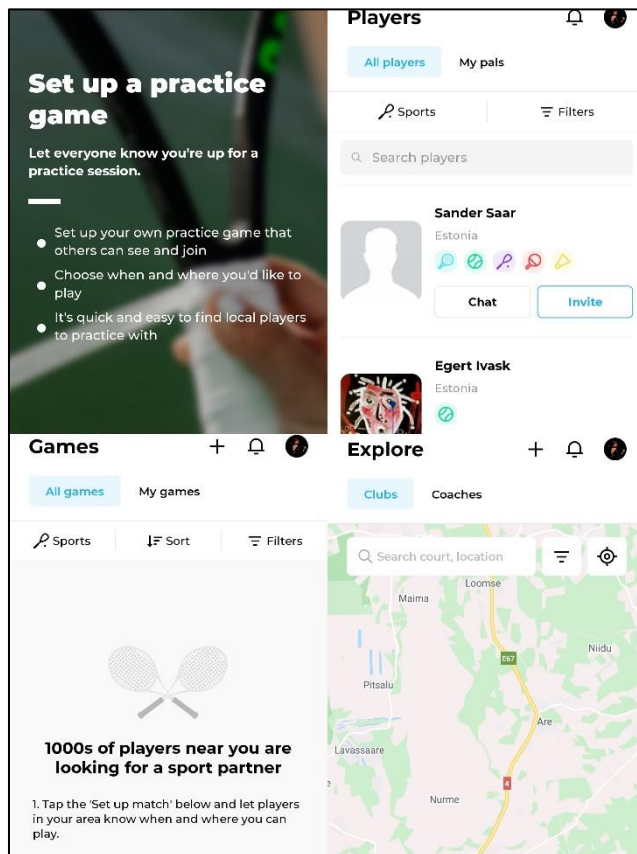 Set up a practice
game
Let everyone know you're up for a
practice session.
Set up your own practice game that
others can see and join
Choose when and where you'd like to
play
It's quick and easy to find local players
to practice with
Players
All players
My pals
Sports
Filters
Search players
Sander Saar
Estonia
Chat
Invite
Egert Ivask
Estonia
Games
All games
My games
Sports
Sort
Filters
1000s of players near you are
looking for a sport partner
1. Tap the 'Set up match' below and let players
in your area know when and where you can
play.
Explore
Clubs
Coaches
Search court, location
Loomse
Maima
Niidu
E67
Pitsalu
Are
Lavassaare
4
Nurme